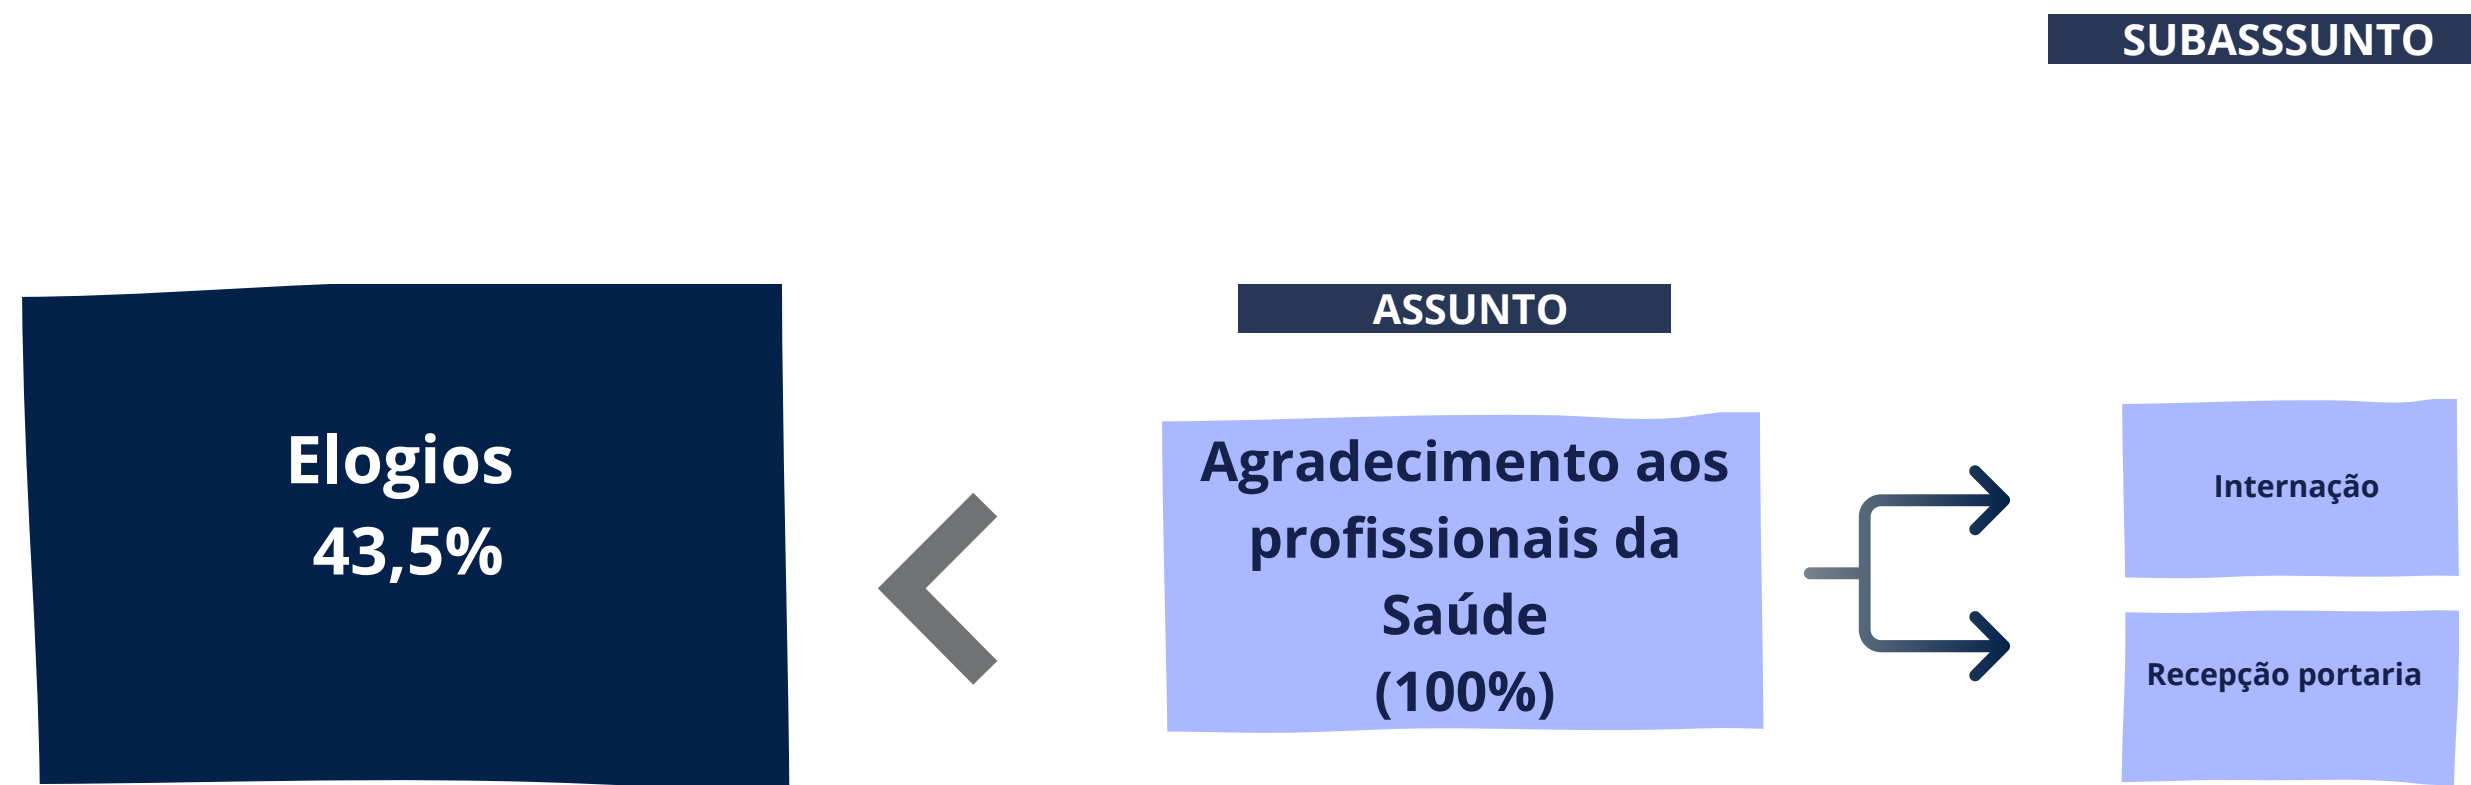 SUBASSSUNTO
Elogios
43,5%
ASSUNTO
Agradecimento aos
profissionais da
Saúde
(100%)
Internação
Recepção portaria